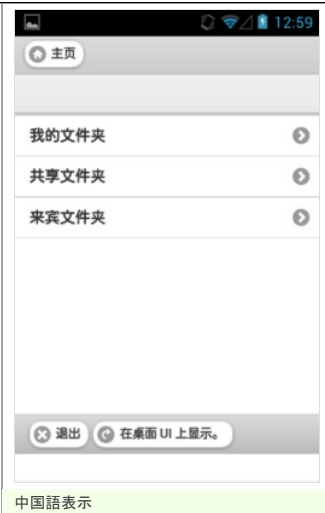 12:59
主页
我的文件夹
共享文件夹
来宾文件夹
退出 在桌面 UI 上显示。
中国語表示